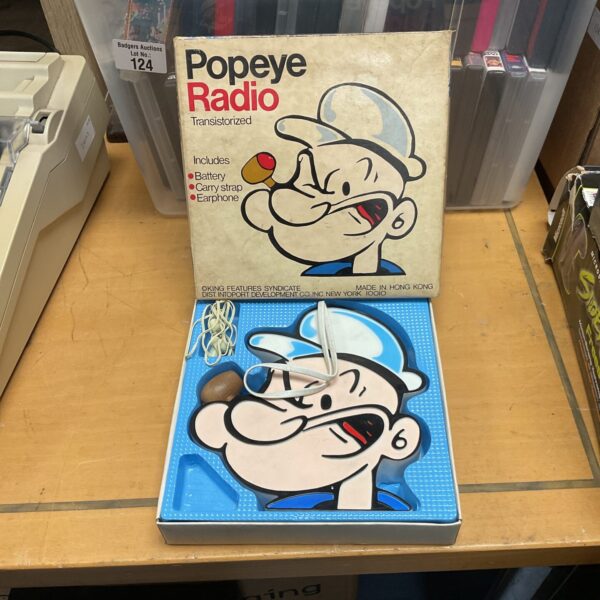 Badgers Auctions
Lot No.:
124
Popeye
Radio
Transistorized
Includes
• Battery
• Carry strap
• Earphone
©KING FEATURES SYNDICATE MADE IN HONG KONG
DIST. INTOPORT DEVELOPMENT CO. INC. NEW YORK 10010